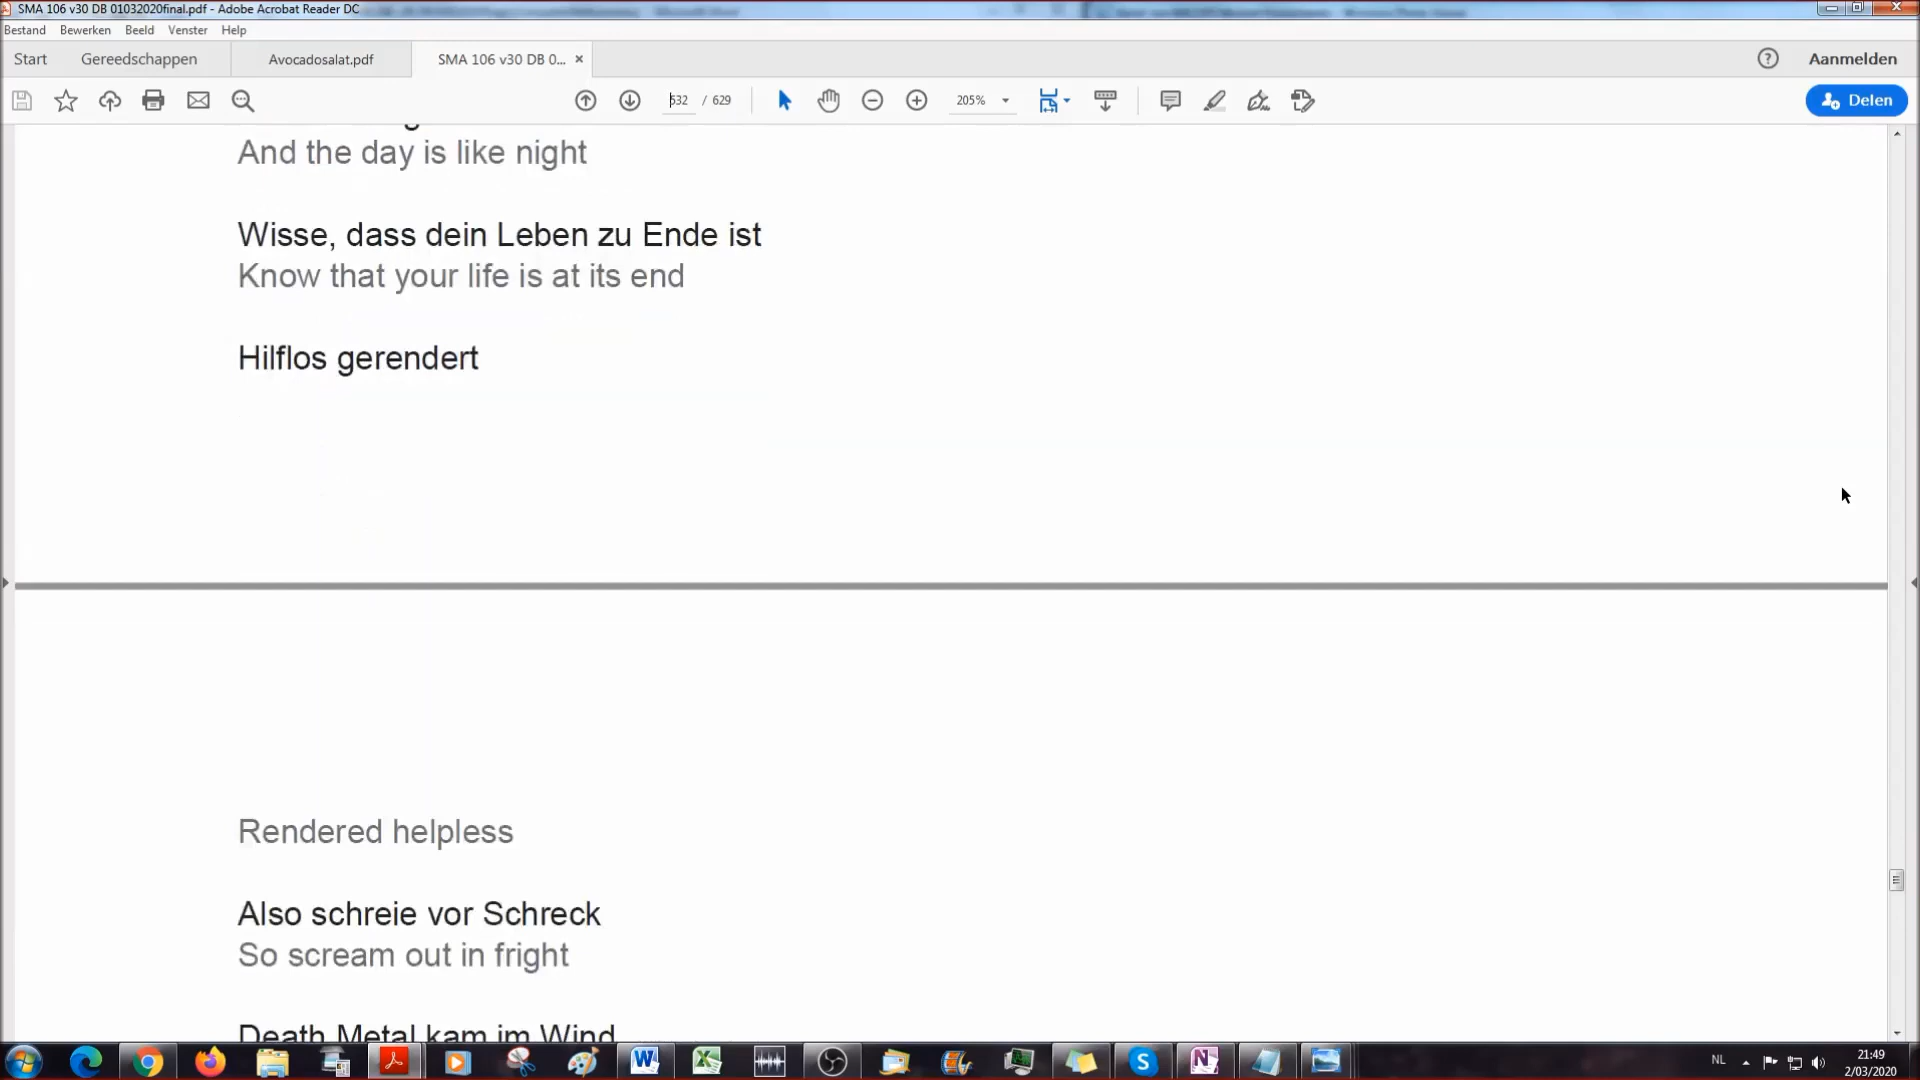 SMA 106 v30 DB 01032020final.pdf - Adobe Acrobat Reader DC
Bestand Bewerken Beeld Venster Help
Start Gereedschappen Avocadosalat.pdf SMA 106 v30 DB 0... × Aanmelden
532 / 629 205% Delen
And the day is like night
Wisse, dass dein Leben zu Ende ist
Know that your life is at its end
Hilflos gerendert
Rendered helpless
Also schreie vor Schreck
So scream out in fright
Death Metal kam im Wind
NL 21:49
2/03/2020